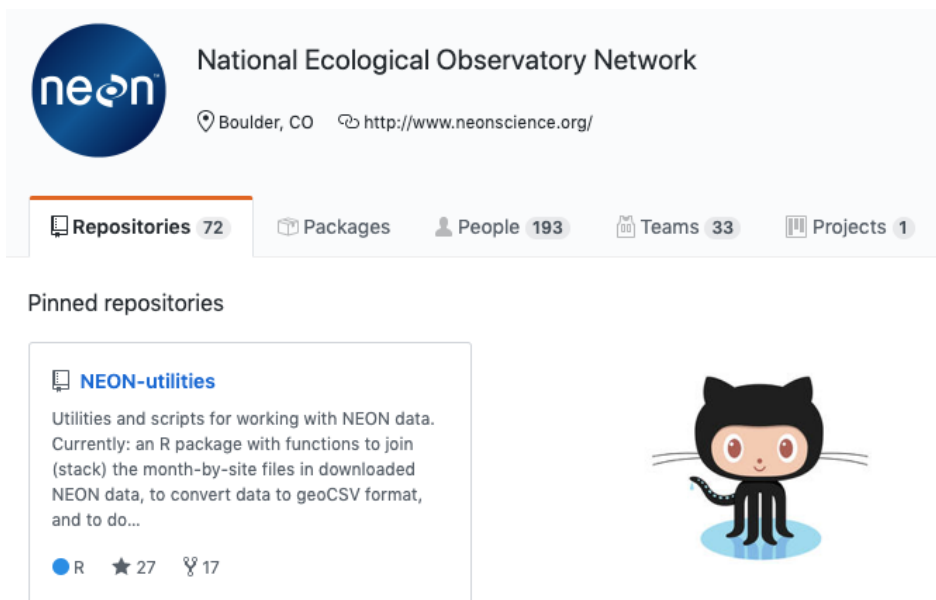 neon™
National Ecological Observatory Network
Boulder, CO http://www.neonscience.org/
Repositories 72 Packages People 193 Teams 33 Projects 1
Pinned repositories
NEON-utilities
Utilities and scripts for working with NEON data.
Currently: an R package with functions to join
(stack) the month-by-site files in downloaded
NEON data, to convert data to geoCSV format,
and to do...
R 27 17